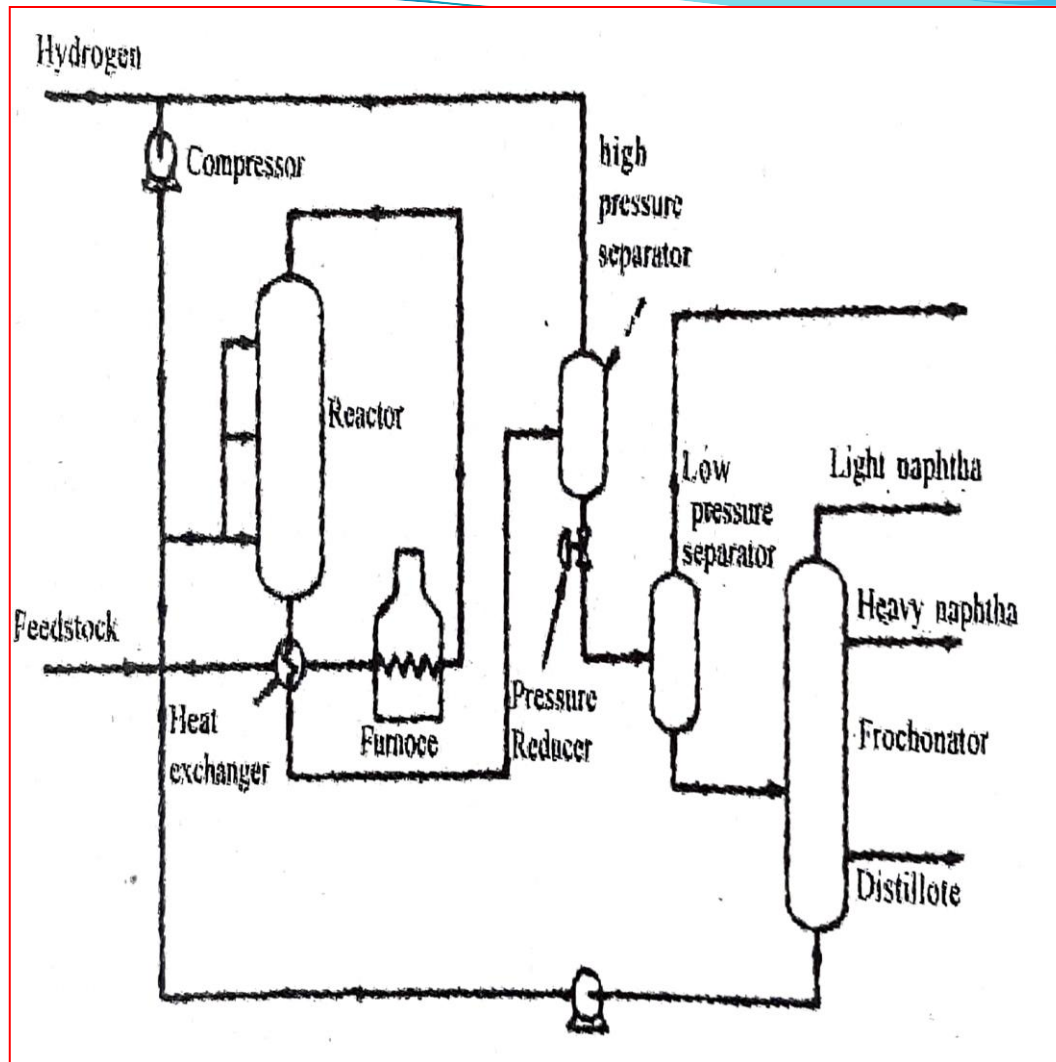 Hydrogen
Compressor
high
pressure
separator
Reactor
Low
pressure
separator
Light naphtha
Heavy naphtha
Feedstock
Heat
exchanger
Furnoce
Pressure
Reducer
Frochonator
Distillote